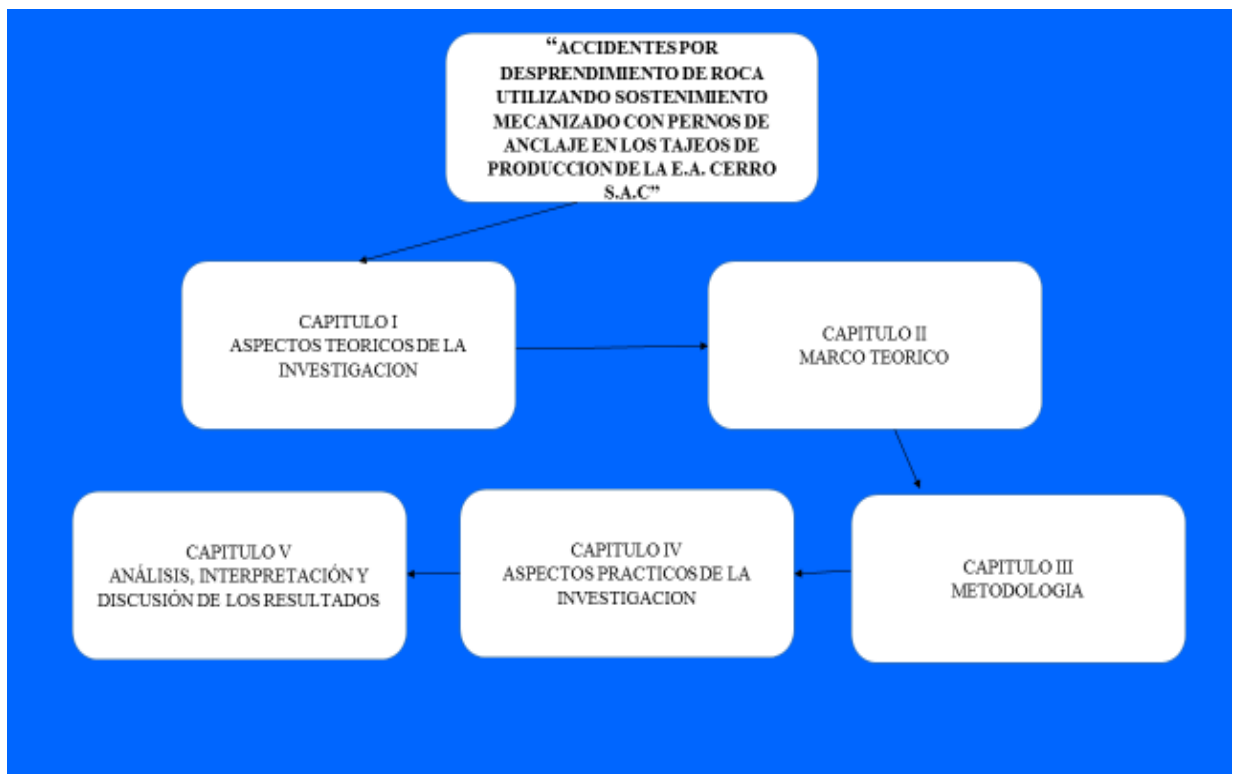 “ACCIDENTES POR
DESPRENDIMIENTO DE ROCA
UTILIZANDO SOSTENIMIENTO
MECANIZADO CON PERNOS DE
ANCLAJE EN LOS TAJEOS DE
PRODUCCION DE LA E.A. CERRO
S.A.C”
CAPITULO I
ASPECTOS TEORICOS DE LA
INVESTIGACION
CAPITULO II
MARCO TEORICO
CAPITULO III
METODOLOGIA
CAPITULO IV
ASPECTOS PRACTICOS DE LA
INVESTIGACION
CAPITULO V
ANÁLISIS, INTERPRETACIÓN Y
DISCUSIÓN DE LOS RESULTADOS